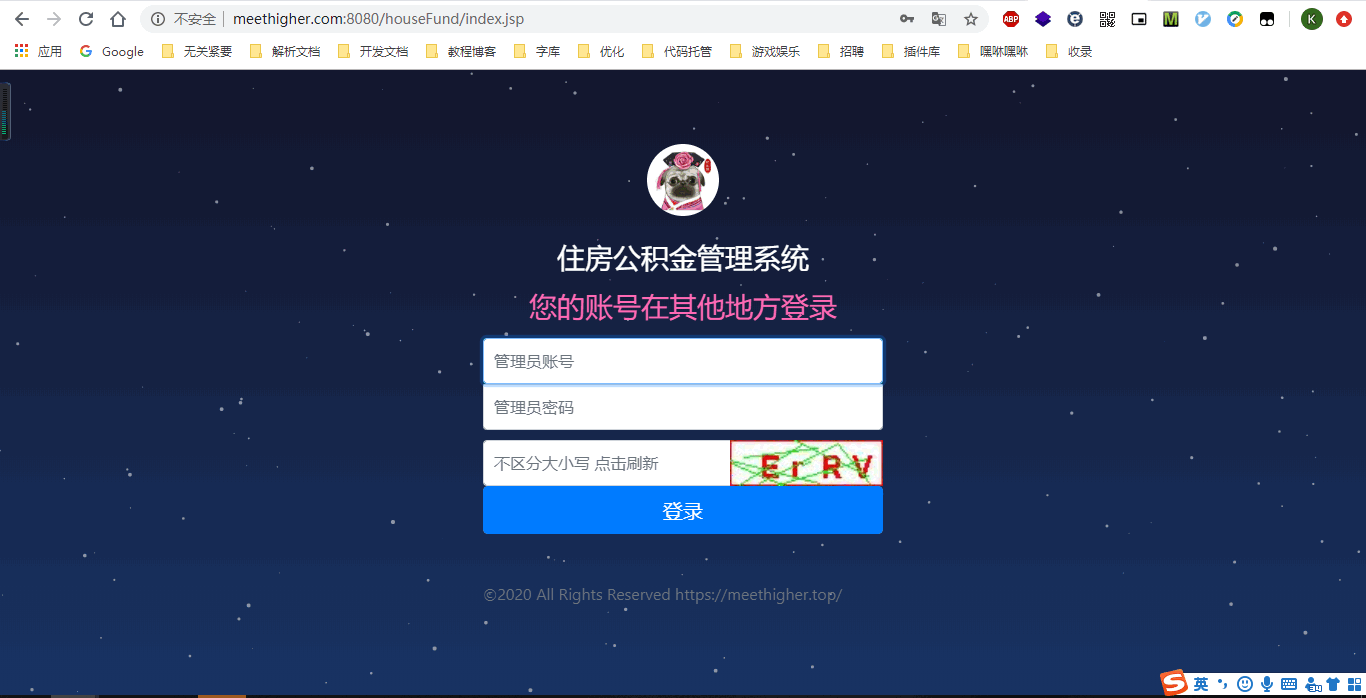 不安全 meethigher.com:8080/houseFund/index.jsp
ABP
K
应用 Google 无关紧要 解析文档 开发文档 教程博客 字库 优化 代码托管 游戏娱乐 招聘 插件库 嘿咻嘿咻 收录
住房公积金管理系统
您的账号在其他地方登录
管理员账号
管理员密码
不区分大小写 点击刷新 E r R V
登录
©2020 All Rights Reserved https://meethigher.top/
S 英